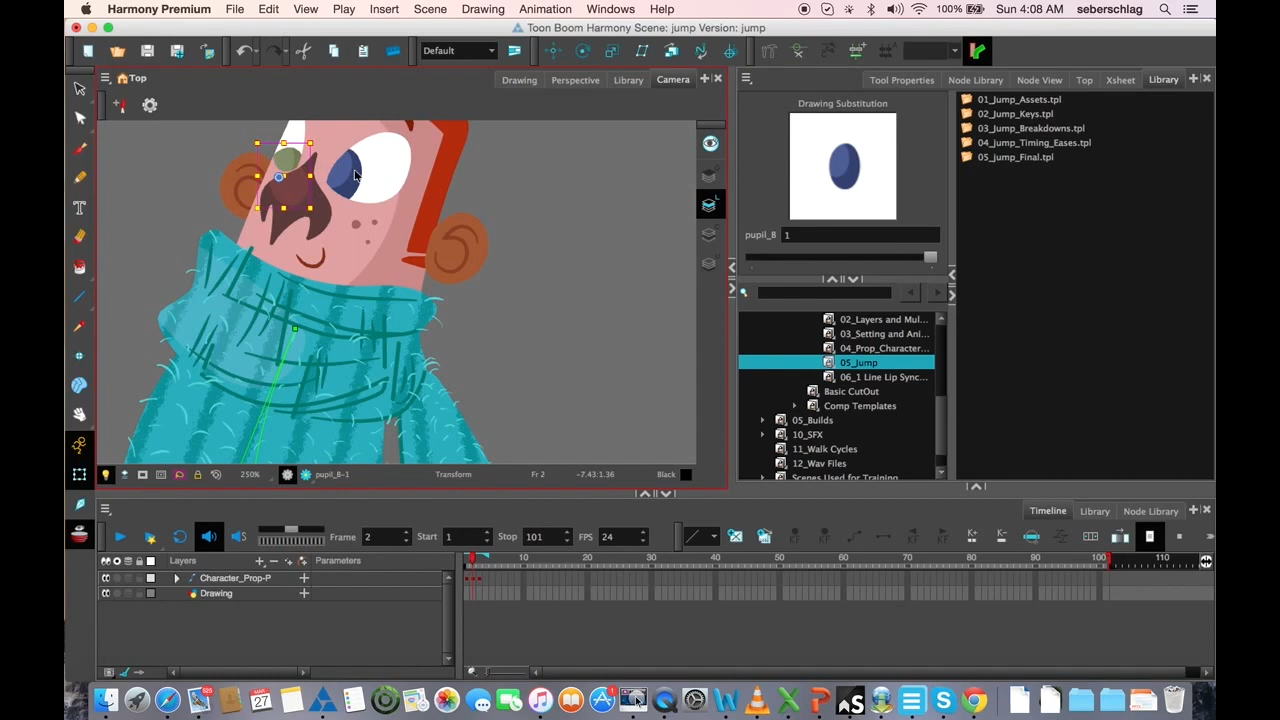 Harmony Premium File Edit View Play Insert Scene Drawing Animation Windows Help 100% Sun 4:08 AM seberschlag
Toon Boom Harmony Scene: jump Version: jump
Default
Top Drawing Perspective Library Camera
Tool Properties Node Library Node View Top Xsheet Library
Drawing Substitution
pupil_B 1
01_Jump_Assets.tpl
02_Jump_Keys.tpl
03_Jump_Breakdowns.tpl
04_jump_Timing_Eases.tpl
05_jump_Final.tpl
02_Layers and Mul...
03_Setting and Ani...
04_Prop_Character...
05_Jump
06_1 Line Lip Sync...
Basic CutOut
Comp Templates
05_Builds
10_SFX
11_Walk Cycles
12_Wav Files
Scenes Used for Training
250% pupil_B-1 Transform Fr 2 -7.43:1.36 Black
Timeline Library Node Library
Frame 2 Start 1 Stop 101 FPS 24
Layers Parameters 10 20 30 40 50 60 70 80 90 100 110
Character_Prop-P
Drawing
MAR
27